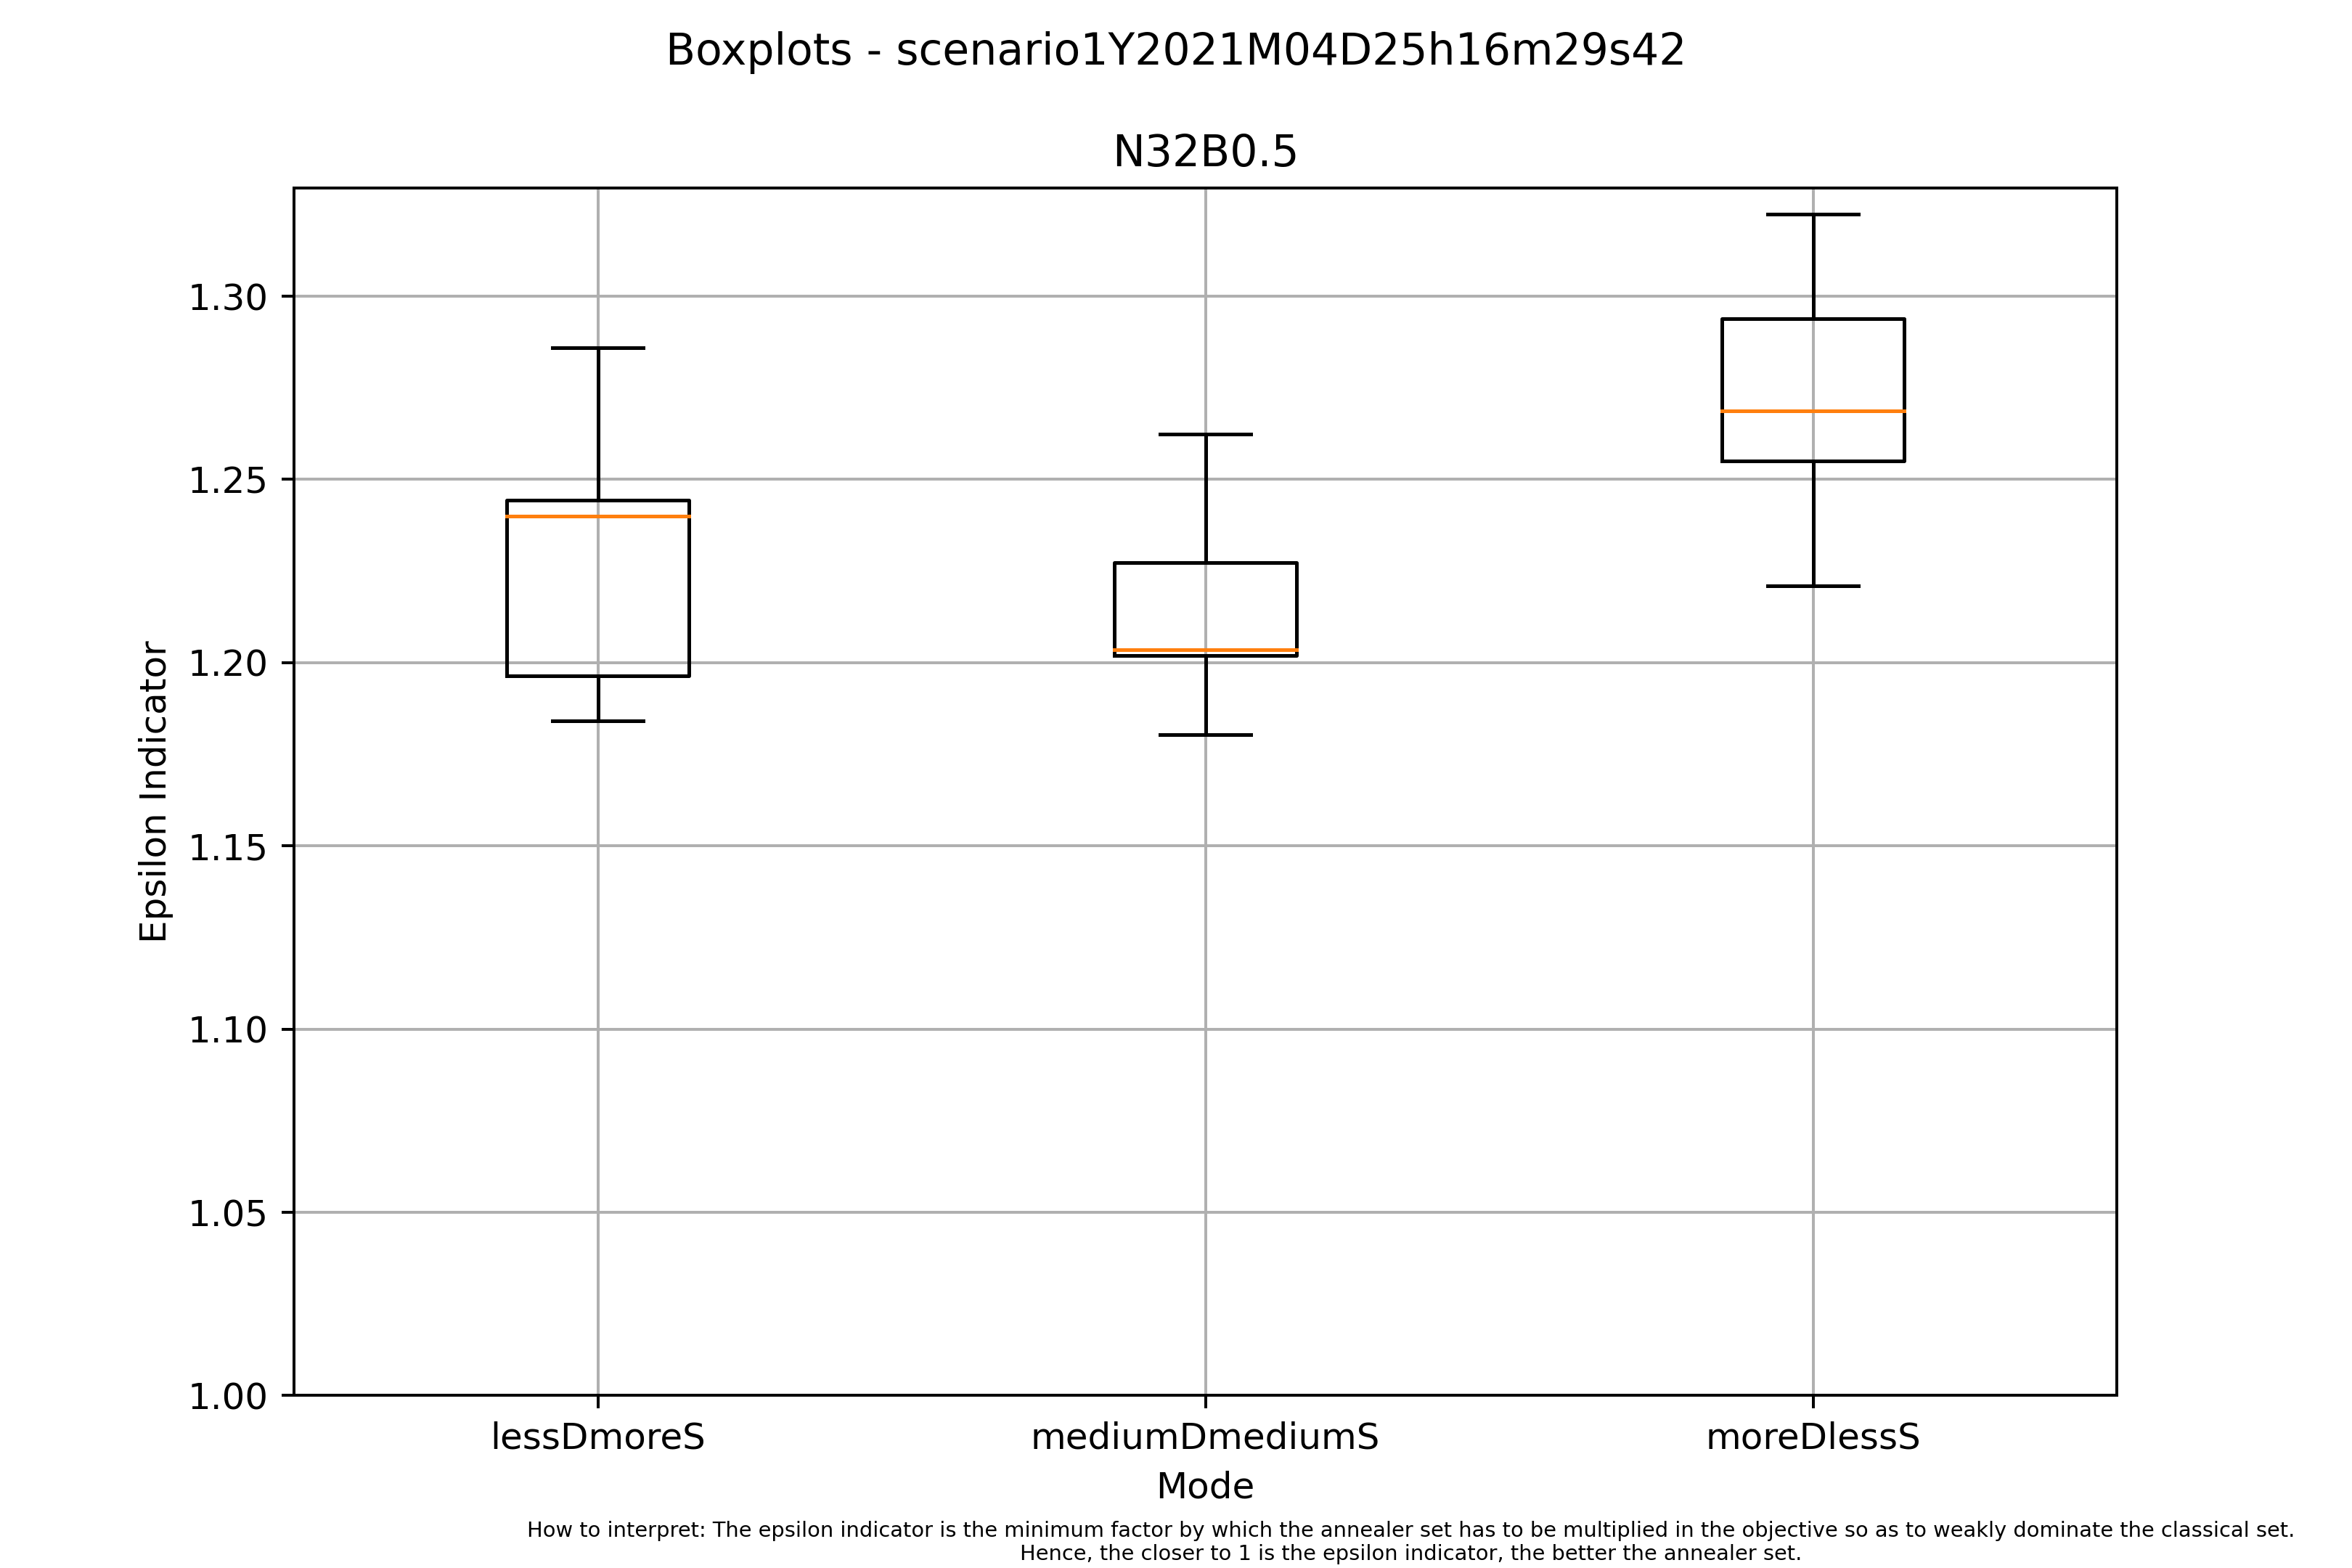 Boxplots - scenario1Y2021M04D25h16m29s42
N32B0.5
Epsilon Indicator
1.30
1.25
1.20
1.15
1.10
1.05
1.00
lessDmoreS mediumDmediumS moreDlessS
Mode
How to interpret: The epsilon indicator is the minimum factor by which the annealer set has to be multiplied in the objective so as to weakly dominate the classical set.
Hence, the closer to 1 is the epsilon indicator, the better the annealer set.